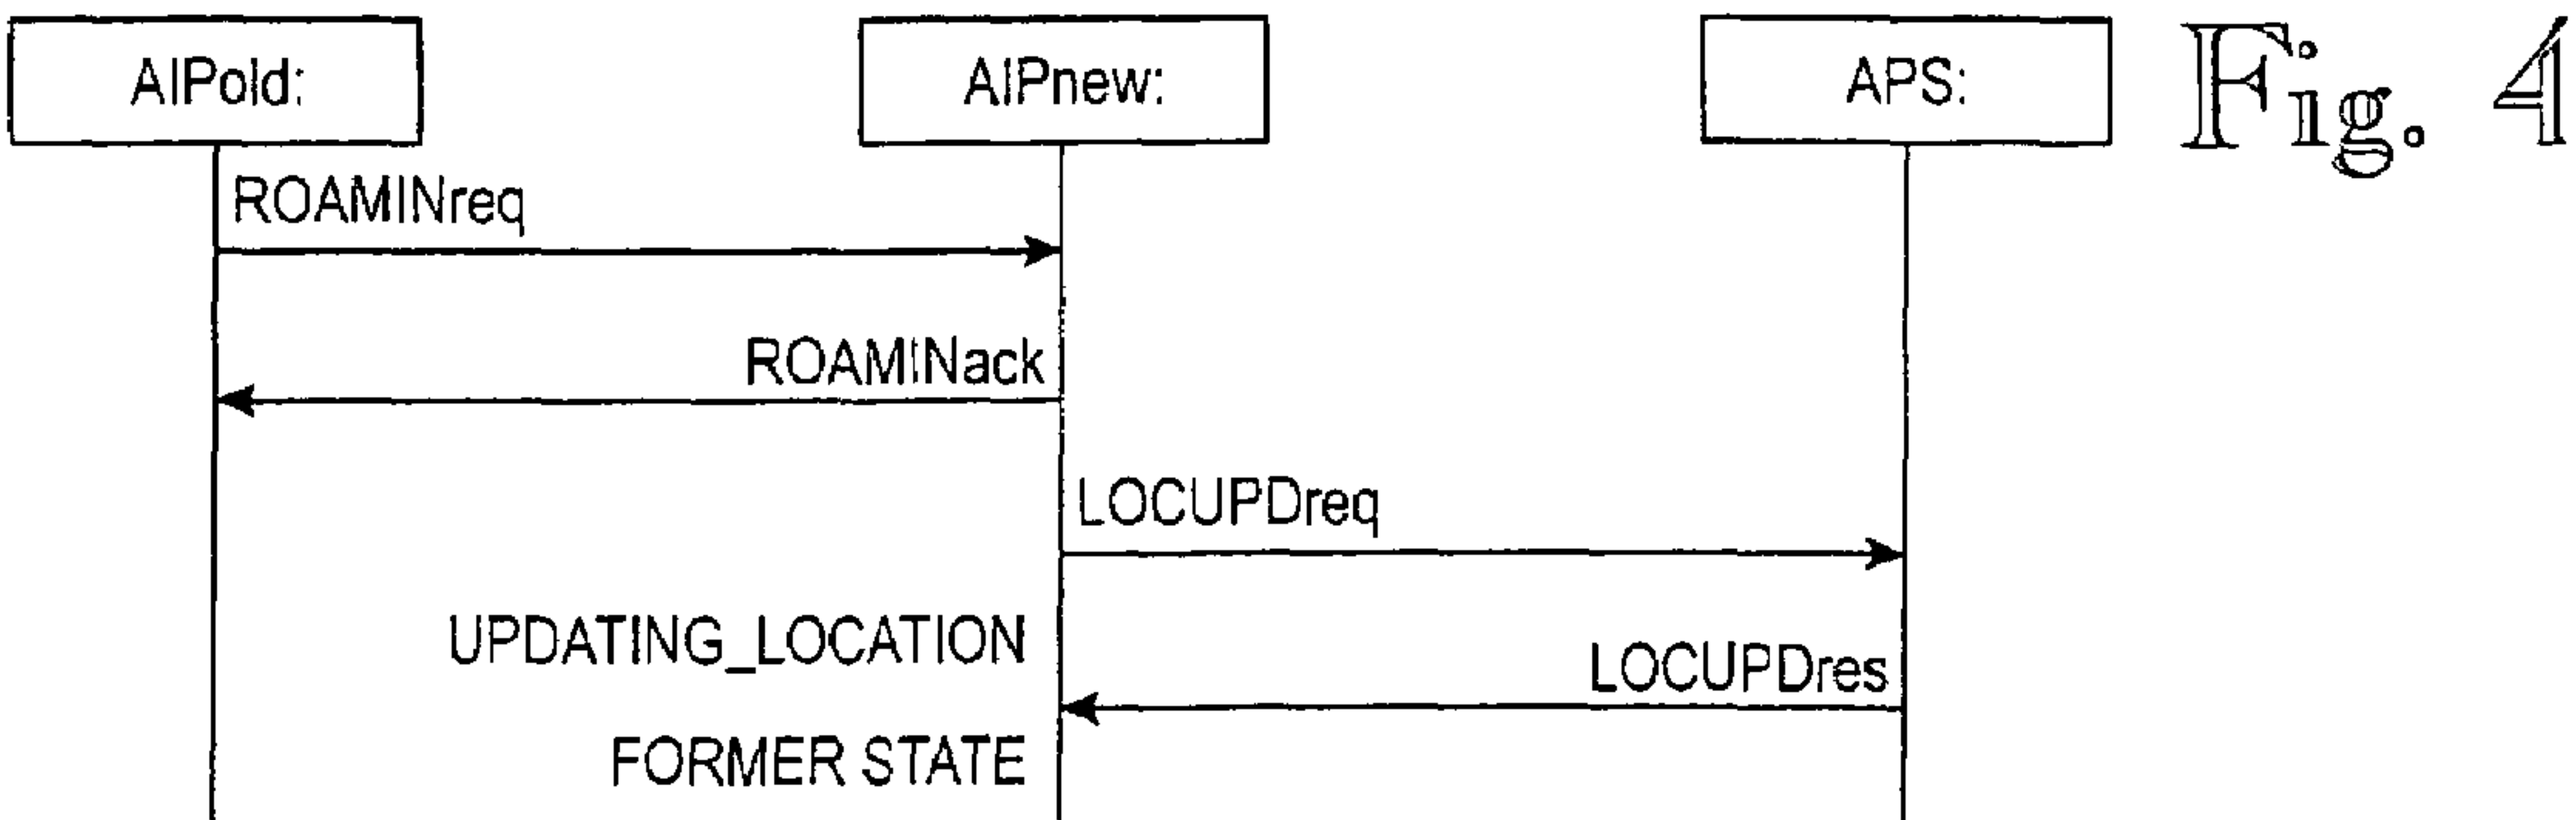 AIPold:
AIPnew:
APS:
Fig. 4
ROAMINreq
ROAMINack
LOCUPDreq
UPDATING_LOCATION
LOCUPDres
FORMER STATE